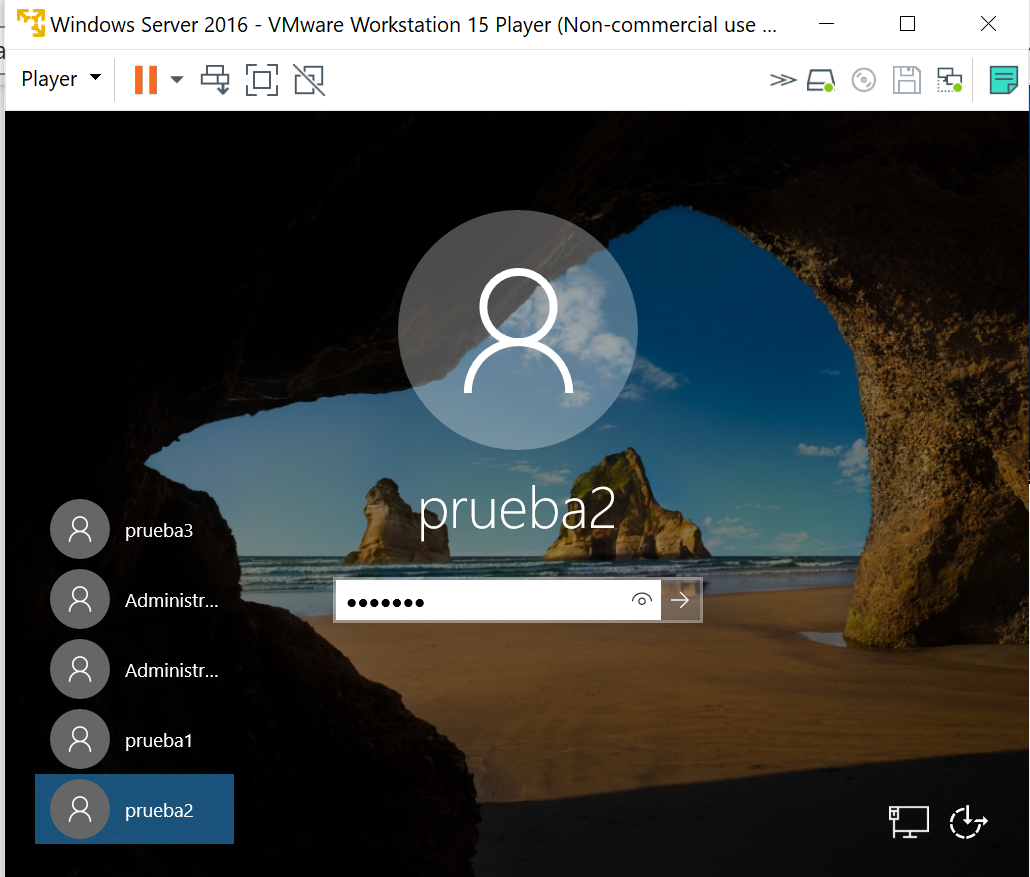 Windows Server 2016 - VMware Workstation 15 Player (Non-commercial use ...
Player
prueba2
prueba3
Administr...
Administr...
prueba1
prueba2